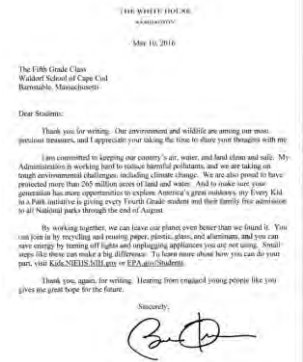 THE WHITE HOUSE
WASHINGTON
May 10, 2016
The Fifth Grade Class
Waldorf School of Cape Cod
Barnstable, Massachusetts
Dear Students:
Thank you for writing. Our environment and wildlife are among our most
precious treasures, and I appreciate your taking the time to share your thoughts with me.
I am committed to keeping our country's air, water, and land clean and safe. My
Administration is working hard to reduce harmful pollutants, and we are taking on
tough environmental challenges, including climate change. We are also proud to have
protected more than 265 million acres of land and water. And to make sure your
generation has more opportunities to explore America's great outdoors, my Every Kid
in a Park initiative is giving every Fourth Grade student and their family free admission
to all National parks through the end of August.
By working together, we can leave our planet even better than we found it. You
can join in by recycling and reusing paper, plastic, glass, and aluminum, and you can
save energy by turning off lights and unplugging appliances you are not using. Small
steps like these can make a big difference. To learn more about how you can do your
part, visit Kids.NIEHS.NIH.gov or EPA.gov/Students.
Thank you, again, for writing. Hearing from engaged young people like you
gives me great hope for the future.
Sincerely,